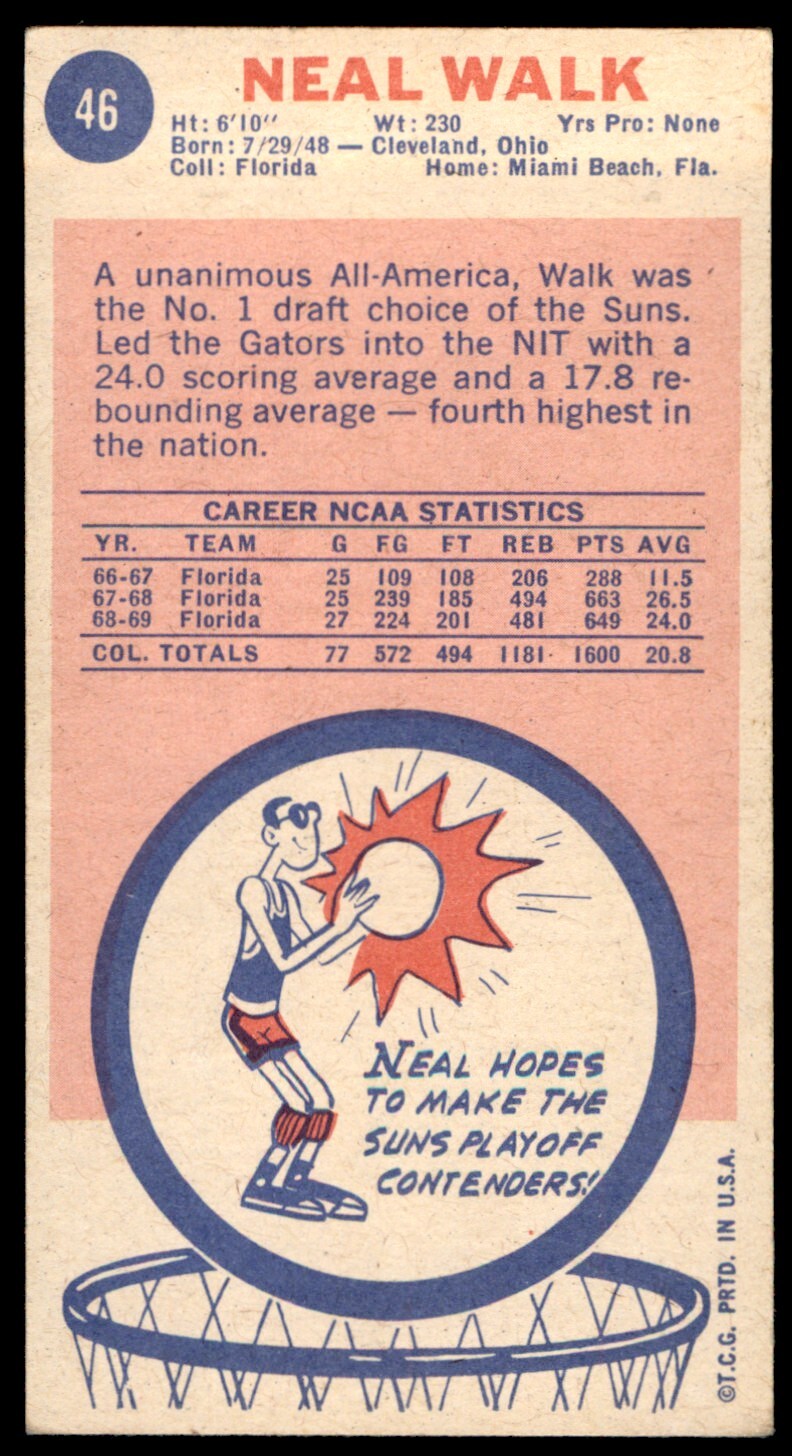 46
NEAL WALK
Ht: 6'10" Wt: 230 Yrs Pro: None
Born: 7/29/48 — Cleveland, Ohio
Coll: Florida Home: Miami Beach, Fla.
A unanimous All-America, Walk was
the No. 1 draft choice of the Suns.
Led the Gators into the NIT with a
24.0 scoring average and a 17.8 re-
bounding average — fourth highest in
the nation.
CAREER NCAA STATISTICS
YR. TEAM G FG FT REB PTS AVG
66-67 Florida 25 109 108 206 288 11.5
67-68 Florida 25 239 185 494 663 26.5
68-69 Florida 27 224 201 481 649 24.0
COL. TOTALS 77 572 494 1181 1600 20.8
NEAL HOPES
TO MAKE THE
SUNS PLAYOFF
CONTENDERS!
©T.C.G. PRTD. IN U.S.A.